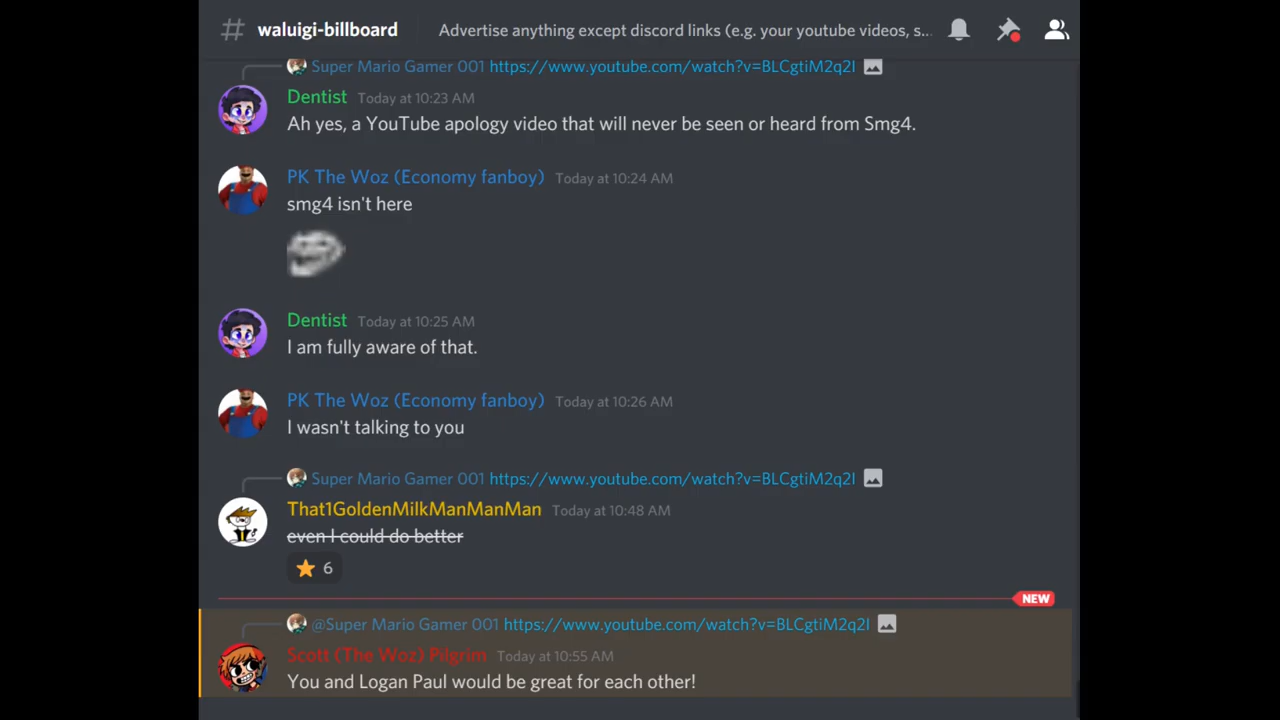 # waluigi-billboard Advertise anything except discord links (e.g. your youtube videos, s...
Super Mario Gamer 001 https://www.youtube.com/watch?v=BLCgtiM2q2I
Dentist Today at 10:23 AM
Ah yes, a YouTube apology video that will never be seen or heard from Smg4.
PK The Woz (Economy fanboy) Today at 10:24 AM
smg4 isn't here
Dentist Today at 10:25 AM
I am fully aware of that.
PK The Woz (Economy fanboy) Today at 10:26 AM
I wasn't talking to you
Super Mario Gamer 001 https://www.youtube.com/watch?v=BLCgtiM2q2I
That1GoldenMilkManManMan Today at 10:48 AM
even I could do better
6
NEW
@Super Mario Gamer 001 https://www.youtube.com/watch?v=BLCgtiM2q2I
Scott (The Woz) Pilgrim Today at 10:55 AM
You and Logan Paul would be great for each other!